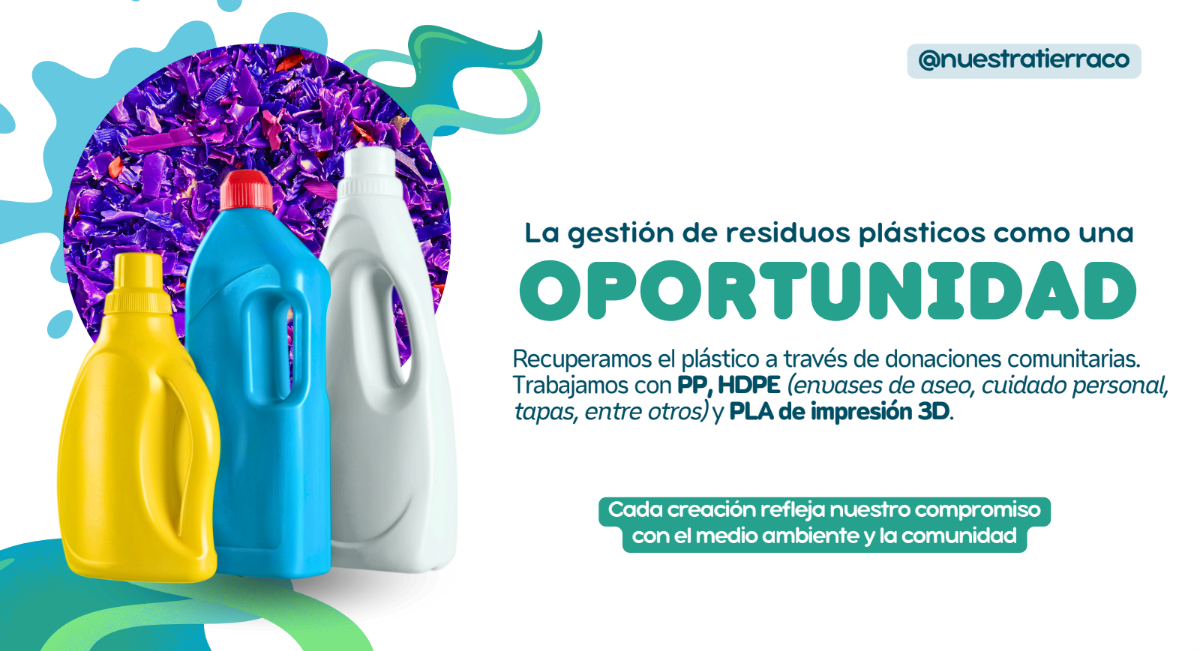 @nuestratierraco
La gestión de residuos plásticos como una
OPORTUNIDAD
Recuperamos el plástico a través de donaciones comunitarias.
Trabajamos con PP, HDPE (envases de aseo, cuidado personal,
tapas, entre otros) y PLA de impresión 3D.
Cada creación refleja nuestro compromiso
con el medio ambiente y la comunidad